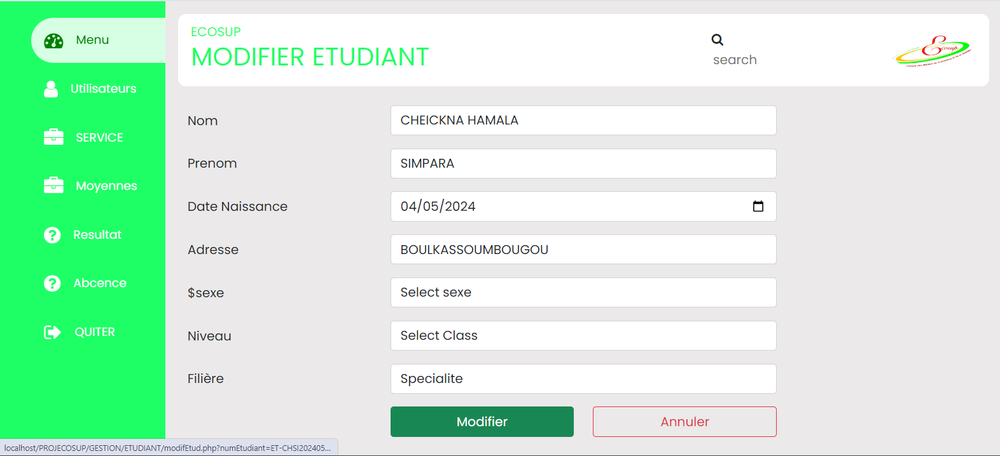 Menu
Utilisateurs
SERVICE
Moyennes
Resultat
Abcence
QUITER
ECOSUP
MODIFIER ETUDIANT
search
Ecosup
Nom
CHEICKNA HAMALA
Prenom
SIMPARA
Date Naissance
04/05/2024
Adresse
BOULKASSOUMBOUGOU
$sexe
Select sexe
Niveau
Select Class
Filière
Specialite
Modifier
Annuler
localhost/PROJECOSUP/GESTION/ETUDIANT/modifEtud.php?numEtudiant=ET-CHSI202405...